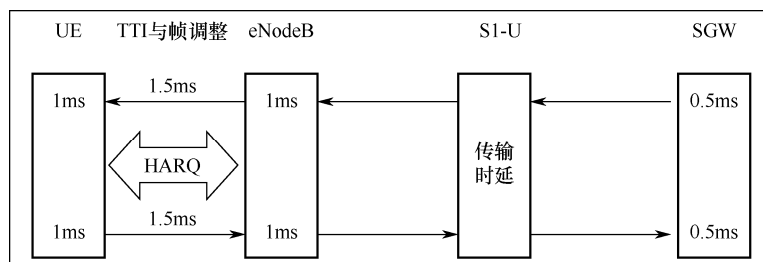 UE TTI与帧调整 eNodeB S1-U SGW
1ms 1.5ms 1ms 0.5ms
HARQ
传输
时延
1ms 1.5ms 1ms 0.5ms